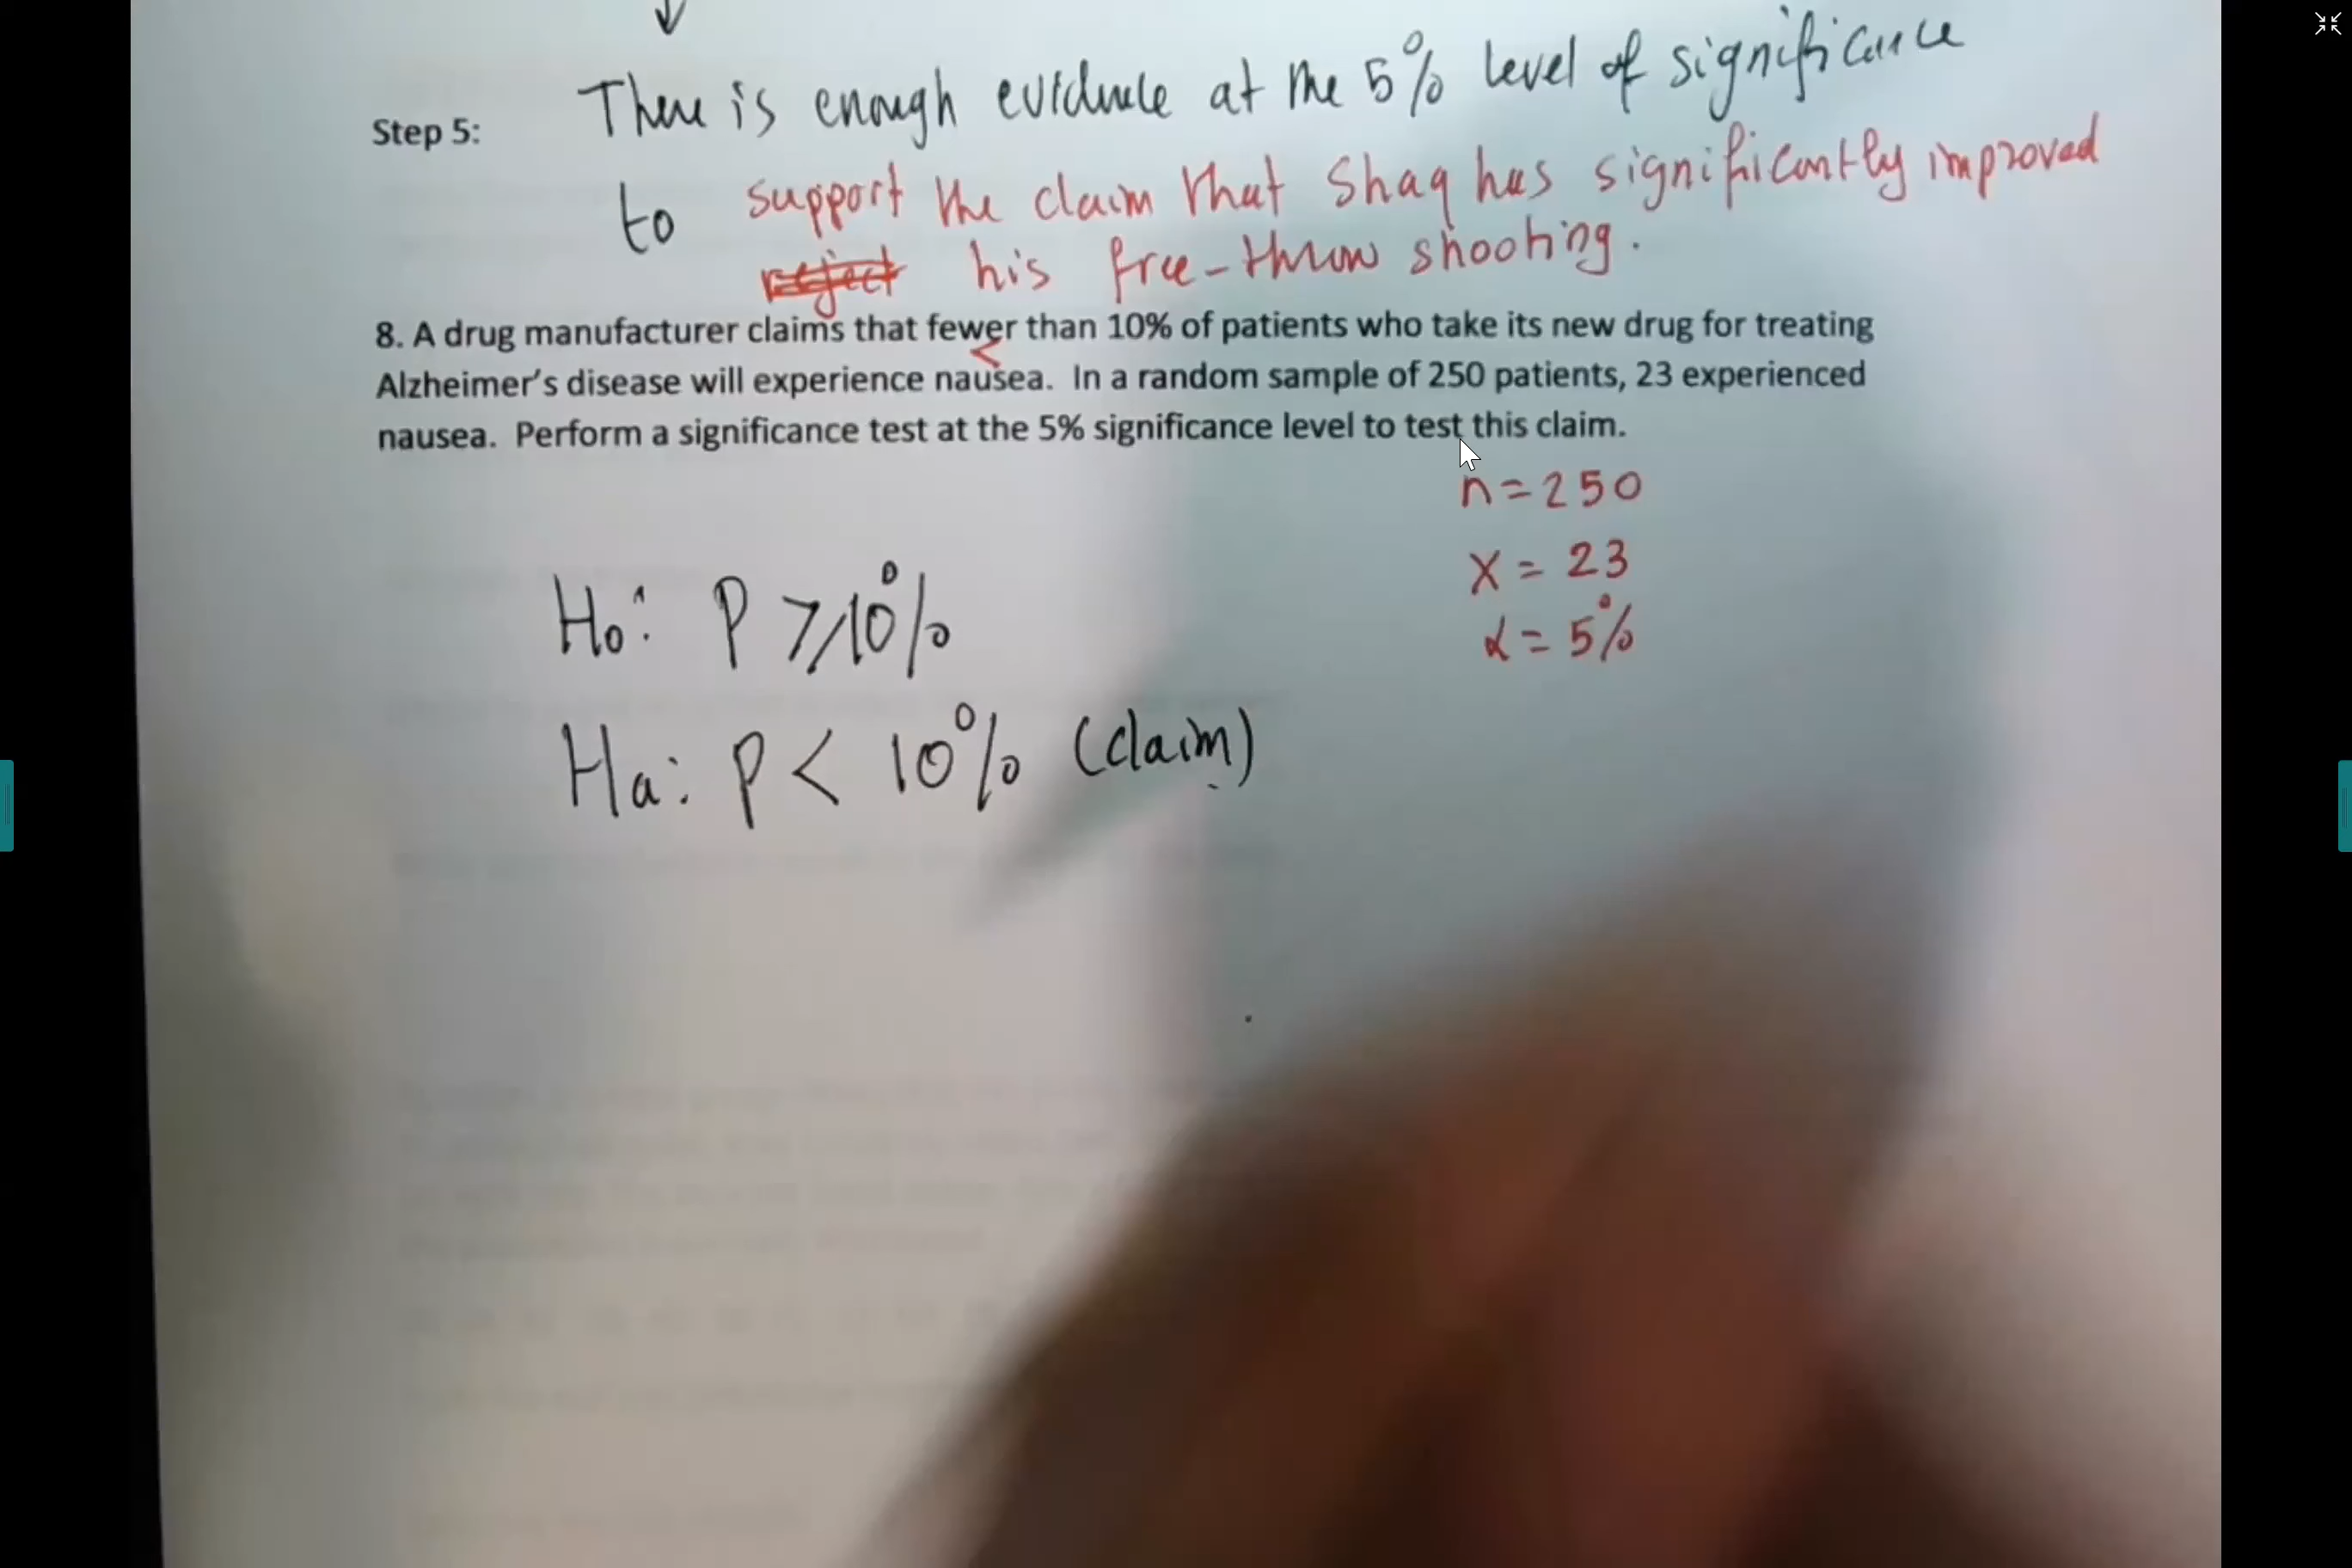 There is enough evidence at the 5% level of significance
Step 5:
to support the claim that Shaq has significantly improved
reject his free-throw shooting.
8. A drug manufacturer claims that fewer than 10% of patients who take its new drug for treating
<
Alzheimer's disease will experience nausea. In a random sample of 250 patients, 23 experienced
nausea. Perform a significance test at the 5% significance level to test this claim.
n = 250
x = 23
α = 5%
H₀: P ⩾ 10%
Ha: P < 10% (claim)